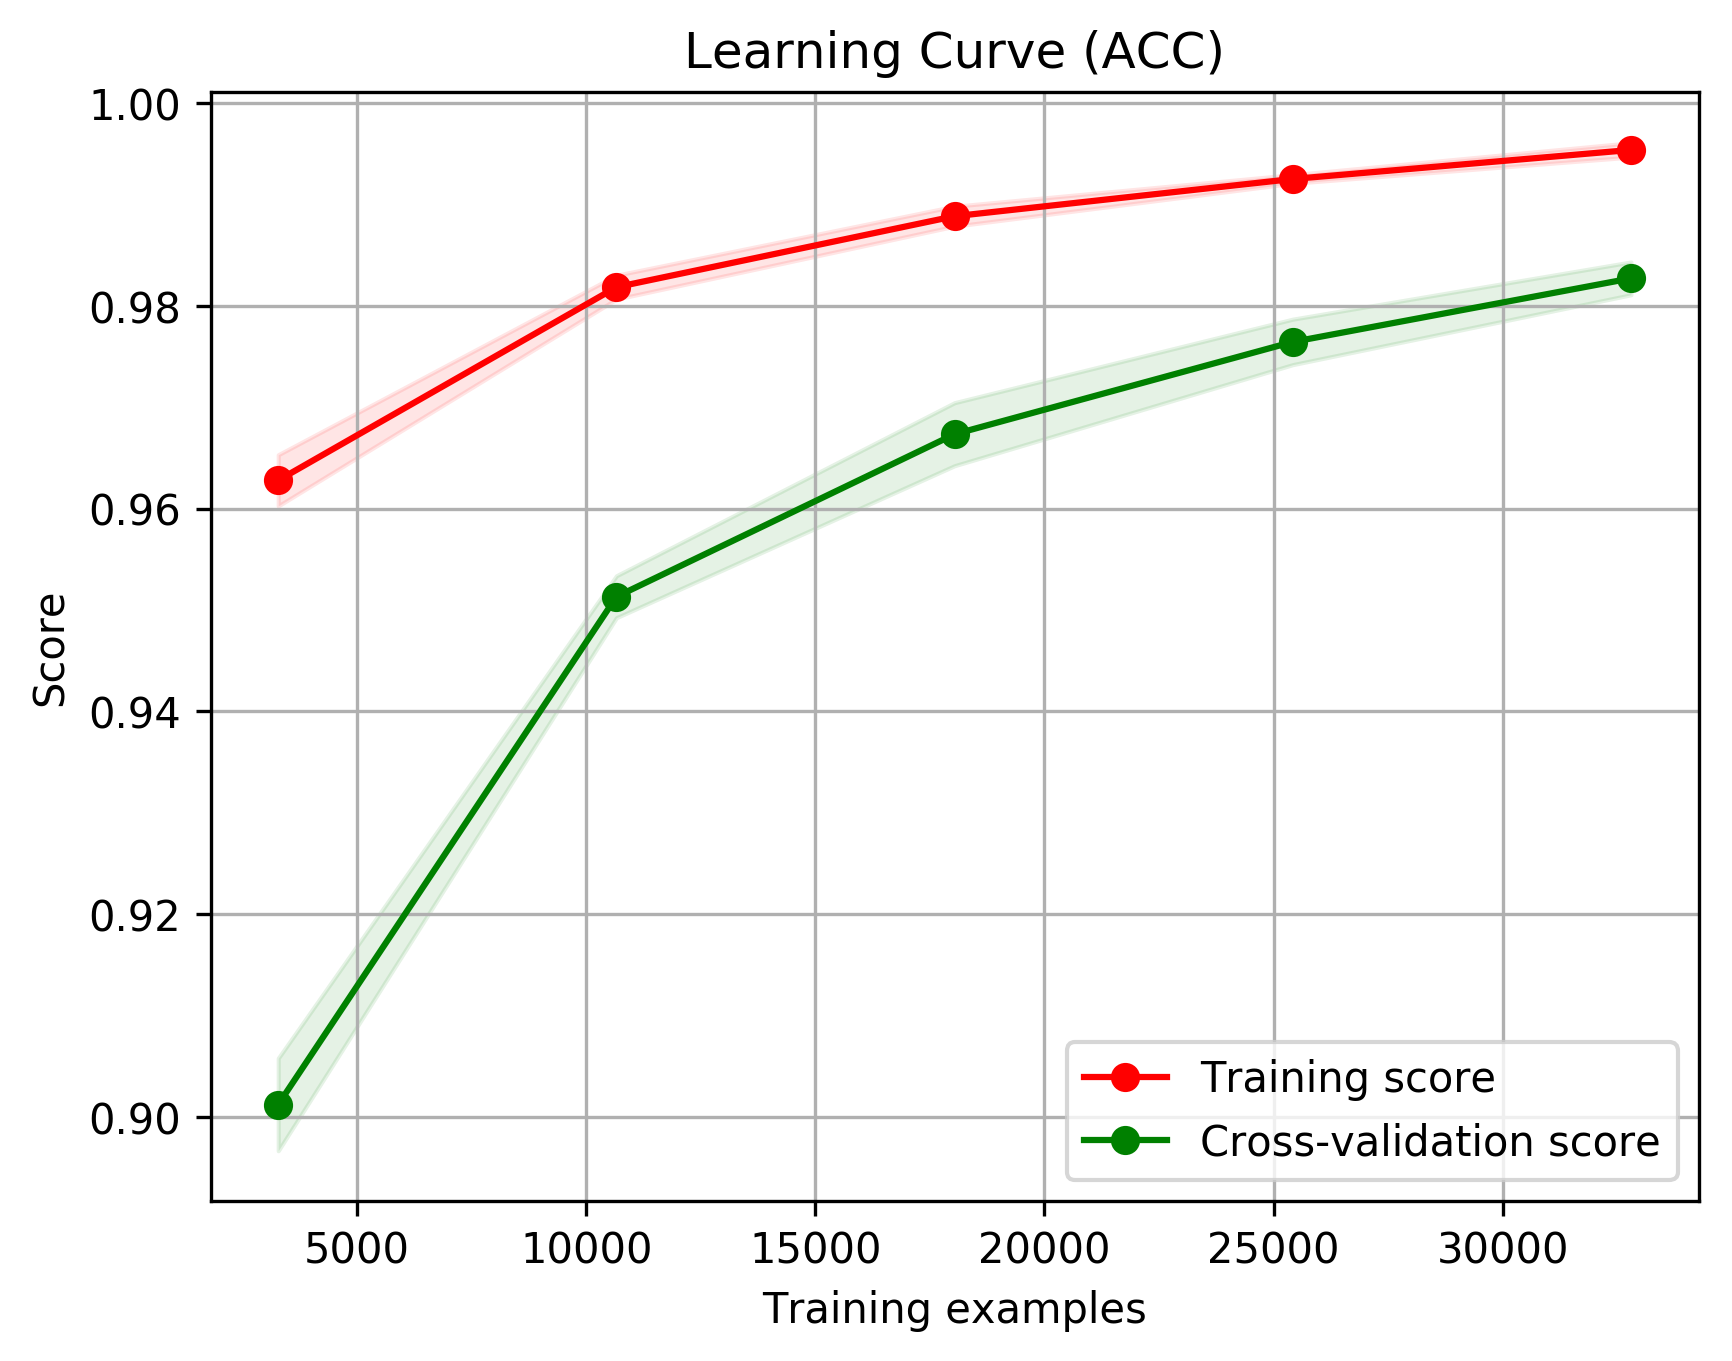 Learning Curve (ACC)
1.00
0.98
0.96
0.94
0.92
0.90
Score
Training score
Cross-validation score
5000 10000 15000 20000 25000 30000
Training examples